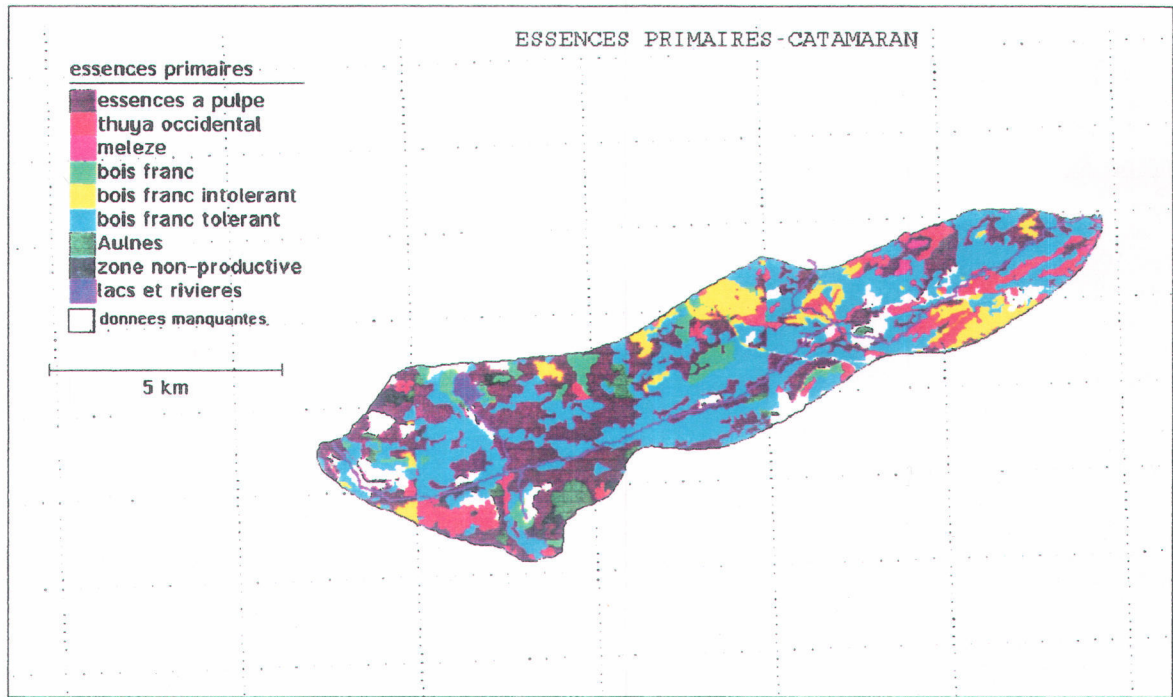 ESSENCES PRIMAIRES-CATAMARAN
essences primaires
essences a pulpe
thuya occidental
meleze
bois franc
bois franc intolerant
bois franc tolerant
Aulnes
zone non-productive
lacs et rivieres
donnees manquantes
5 km